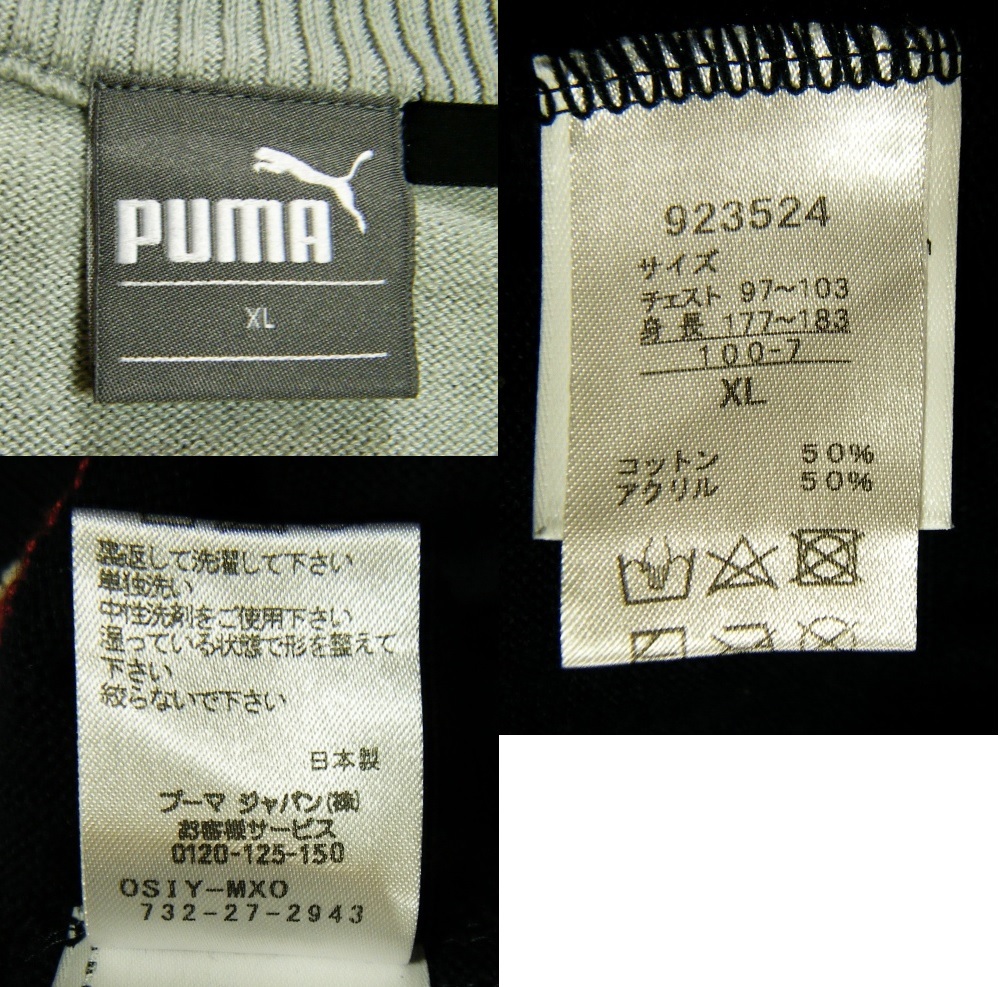 PUMA
XL
923524
サイズ
チェスト 97～103
身長 177～183
100-7
XL
コットン 50%
アクリル 50%
裏返して洗濯して下さい
単独洗い
中性洗剤をご使用下さい
湿っている状態で形を整えて
下さい
絞らないで下さい
日本製
プーマ ジャパン(株)
お客様サービス
0120-125-150
OSIY-MXO
732-27-2943